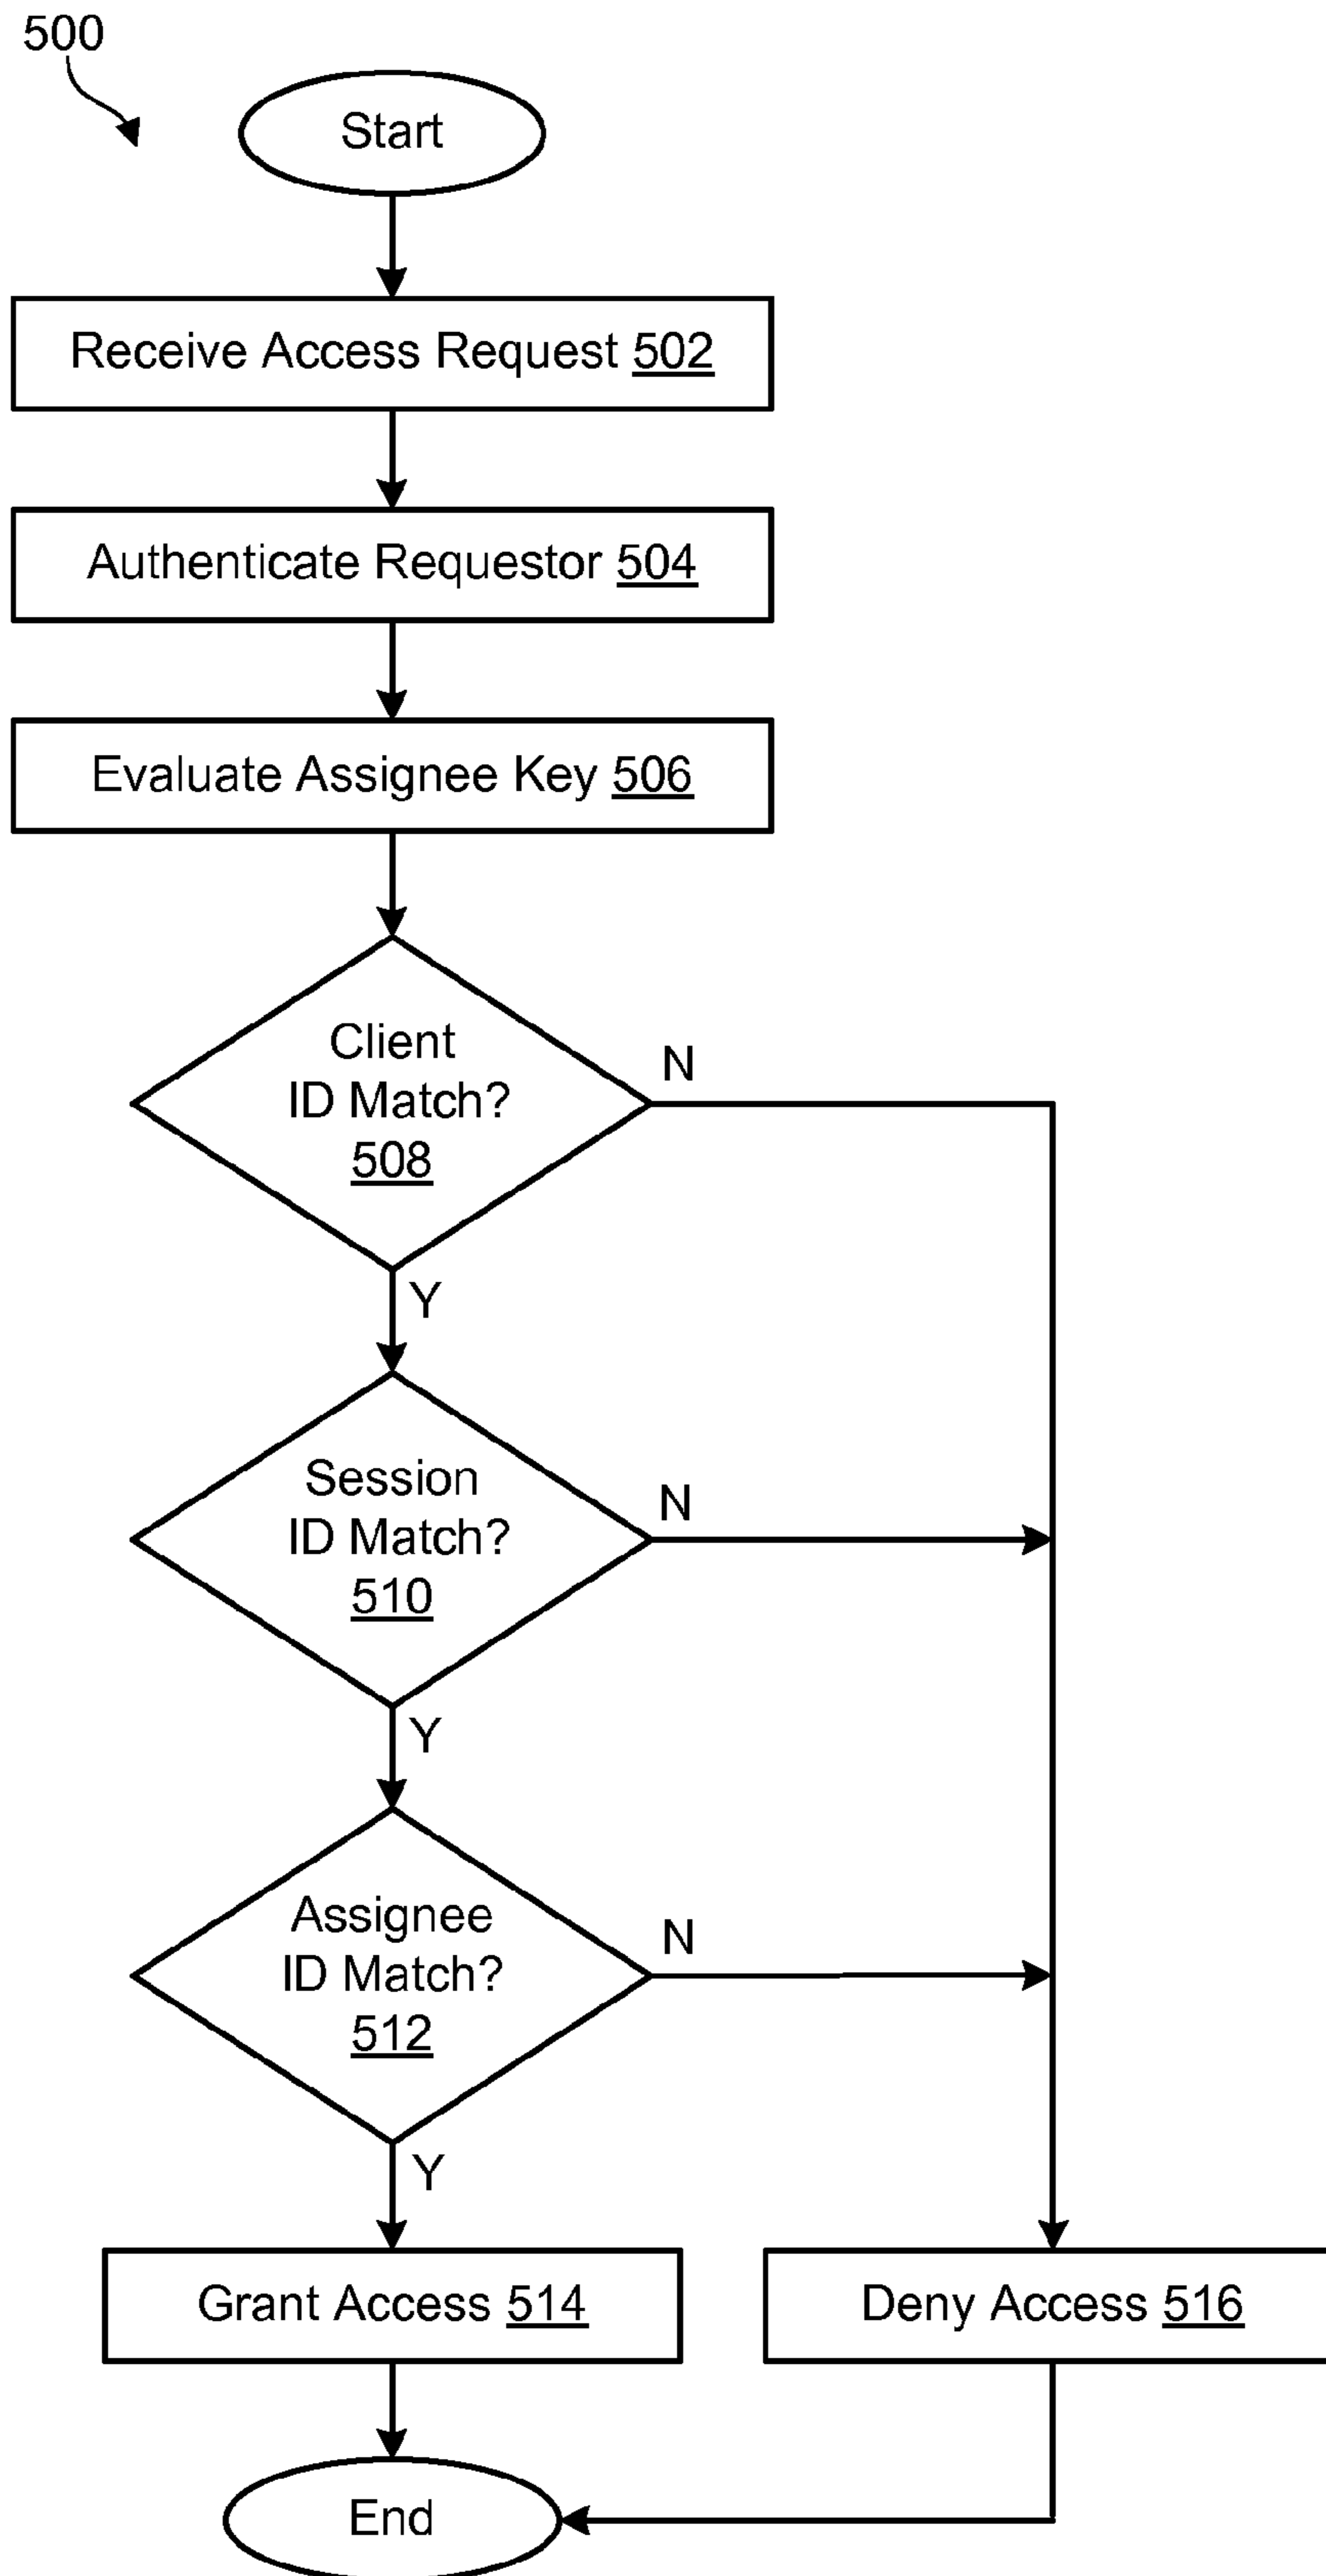 500
Start
Receive Access Request 502
Authenticate Requestor 504
Evaluate Assignee Key 506
Client
ID Match?
508
N
Y
Session
ID Match?
510
N
Y
Assignee
ID Match?
512
N
Y
Grant Access 514
Deny Access 516
End